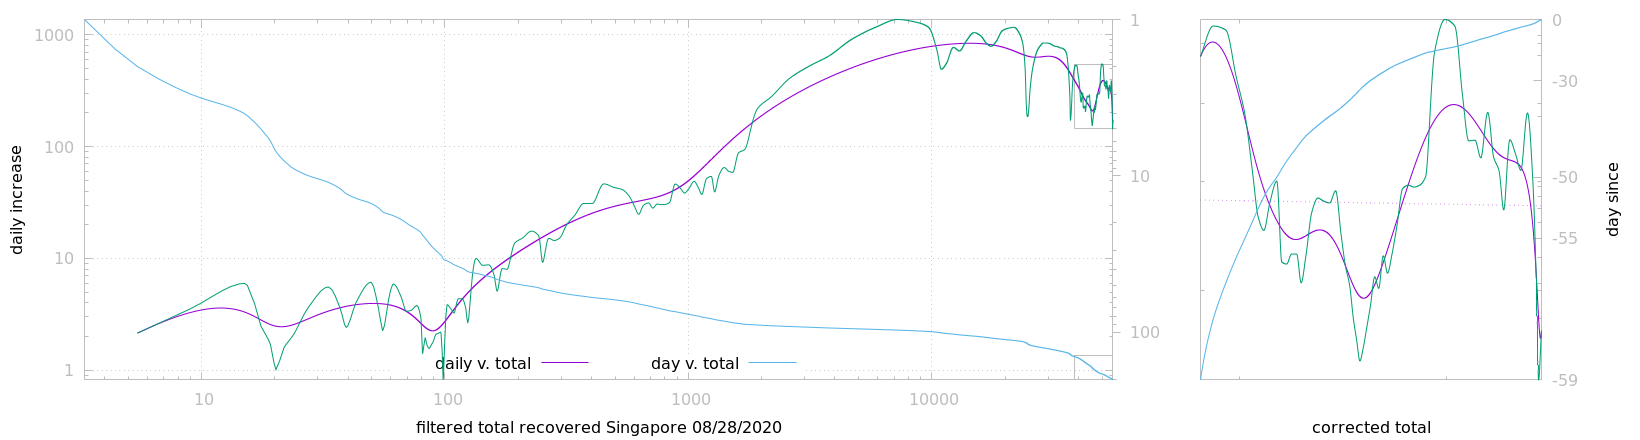 1000
100
10
1
daily increase
10
100
1000
10000
1
10
100
daily v. total
day v. total
filtered total recovered Singapore 08/28/2020
0
-30
-50
-55
-59
day since
corrected total